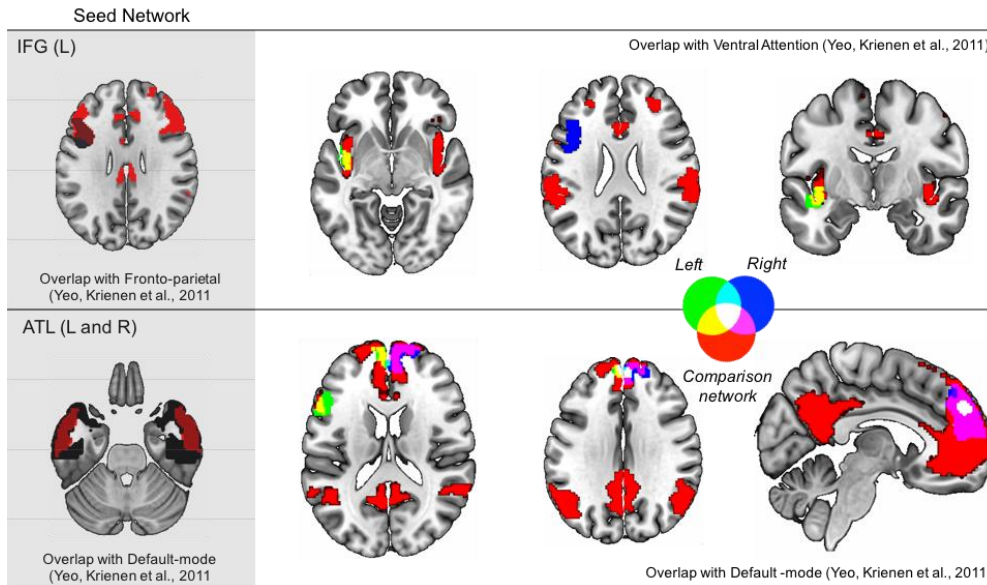 Seed Network
IFG (L)
Overlap with Ventral Attention (Yeo, Krienen et al., 2011)
Overlap with Fronto-parietal
(Yeo, Krienen et al., 2011
Left
Right
Comparison
network
ATL (L and R)
Overlap with Default-mode
(Yeo, Krienen et al., 2011
Overlap with Default -mode (Yeo, Krienen et al., 2011